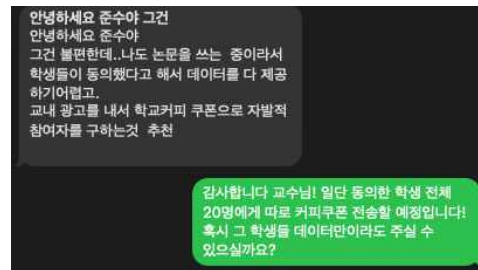 안녕하세요 준수야 그건
안녕하세요 준수야
그건 불편한데..나도 논문을 쓰는 중이라서
학생들이 동의했다고 해서 데이터를 다 제공
하기어렵고.
교내 광고를 내서 학교커피 쿠폰으로 자발적
참여자를 구하는것 추천
감사합니다 교수님! 일단 동의한 학생 전체
20명에게 따로 커피쿠폰 전송할 예정입니다!
혹시 그 학생들 데이터만이라도 주실 수
있으실까요?